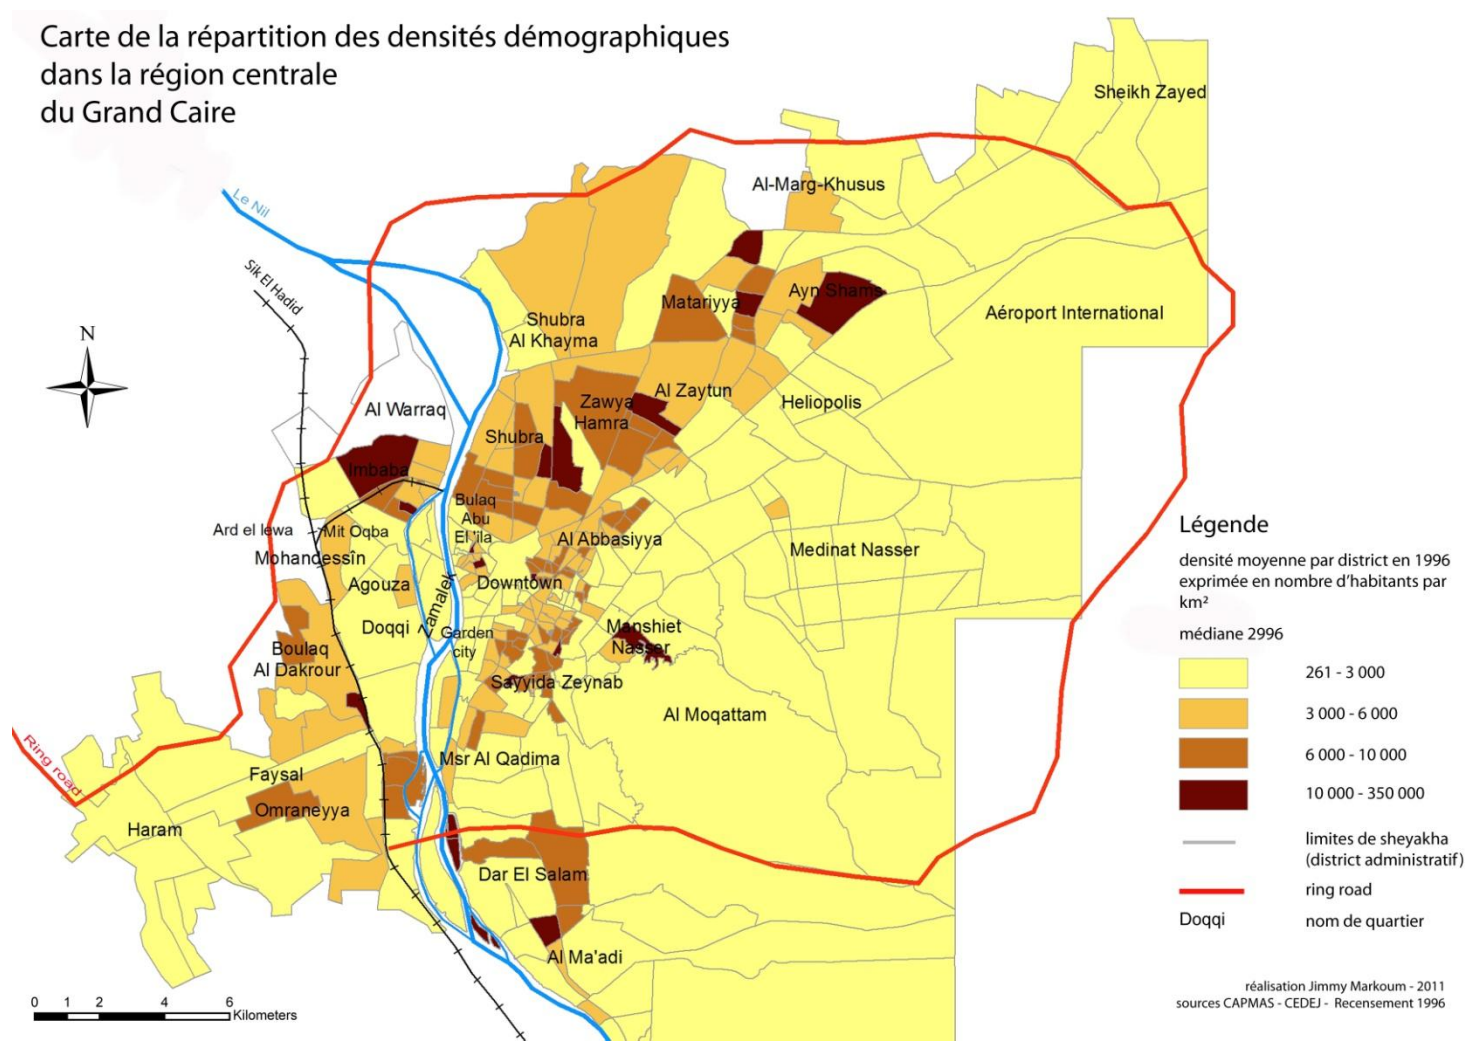 Carte de la répartition des densités démographiques
dans la région centrale
du Grand Caire
Sheikh Zayed
Al-Marg-Khusus
Le Nil
Sik El Hadid
N
Matariyya
Ayn Shams
Aéroport International
Shubra
Al Khayma
Al Zaytun
Heliopolis
Al Warraq
Zawya
Hamra
Shubra
Imbaba
Bulaq
Abu
El 'ila
Ard el lewa
Mit Oqba
Al Abbasiyya
Medinat Nasser
Mohandessîn
Agouza
Zamalek
Downtown
Doqqi
Garden
city
Manshiet
Nasser
Boulaq
Al Dakrour
Sayyida Zeynab
Al Moqattam
Ring road
Faysal
Msr Al Qadima
Omraneyya
Haram
Dar El Salam
Al Ma'adi
0 1 2 4 6
Kilometers
Légende
densité moyenne par district en 1996
exprimée en nombre d'habitants par
km²
médiane 2996
261 - 3 000
3 000 - 6 000
6 000 - 10 000
10 000 - 350 000
limites de sheyakha
(district administratif)
ring road
Doqqi nom de quartier
réalisation Jimmy Markoum - 2011
sources CAPMAS - CEDEJ - Recensement 1996